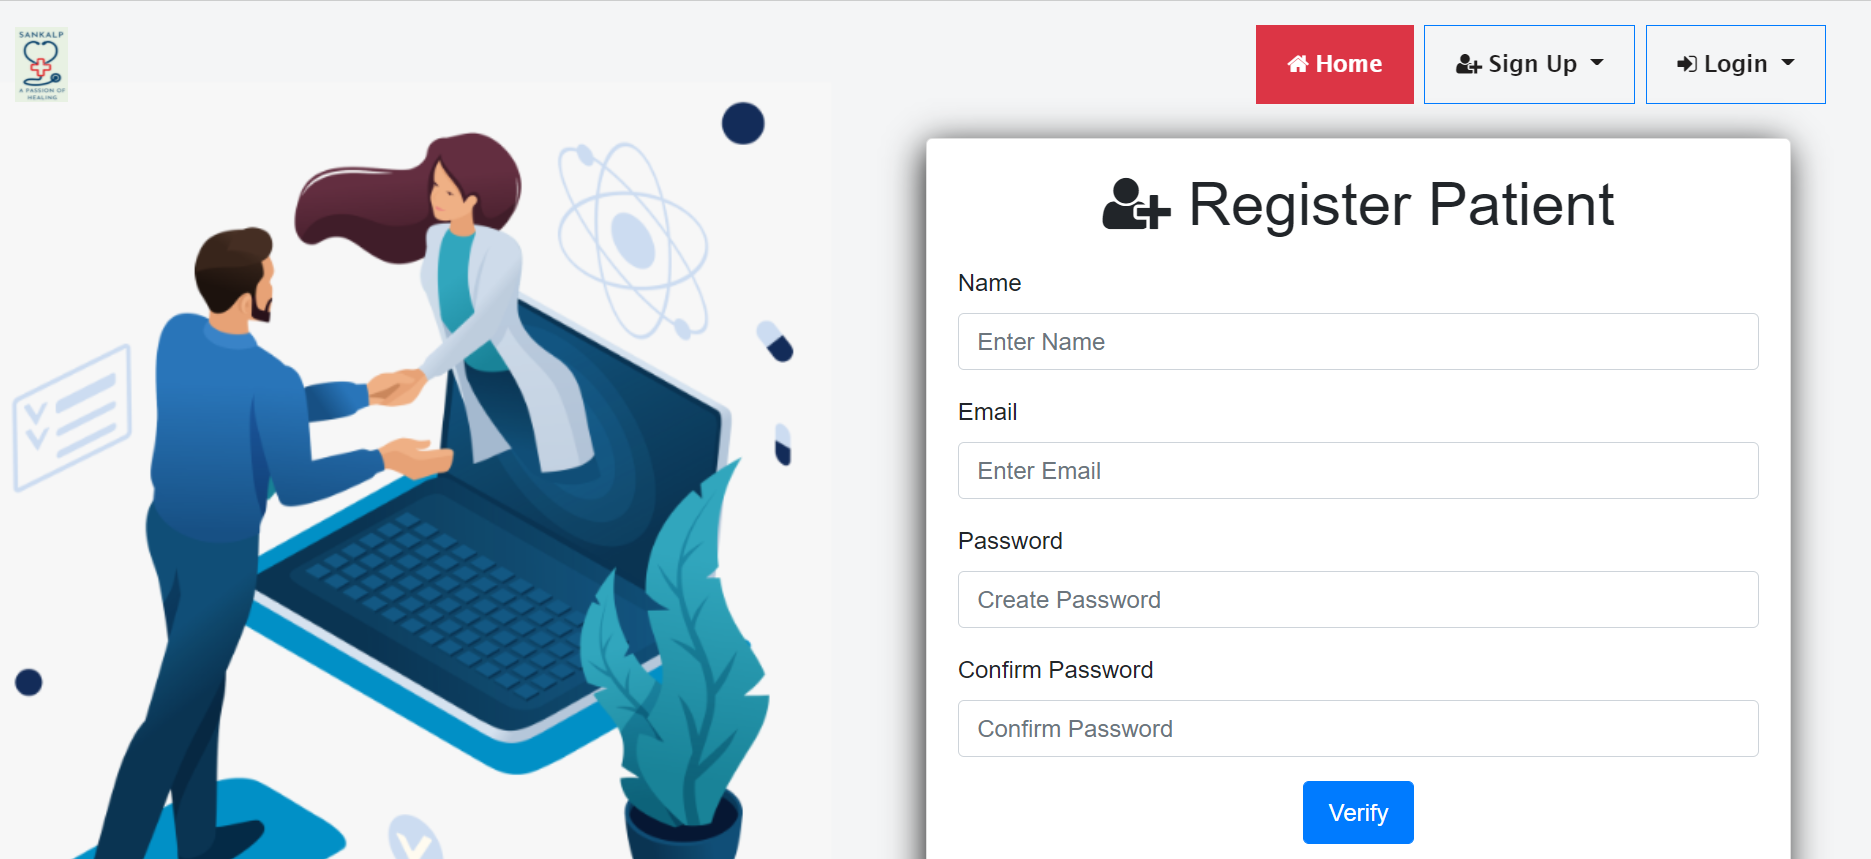 SANKALP
A PASSION OF
HEALING
Home
Sign Up
Login
Register Patient
Name
Enter Name
Email
Enter Email
Password
Create Password
Confirm Password
Confirm Password
Verify